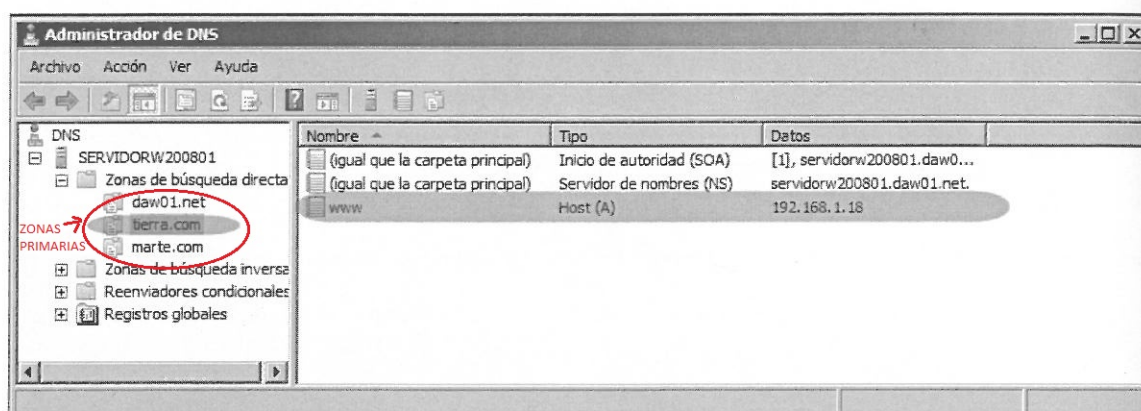 Administrador de DNS
Archivo Acción Ver Ayuda
DNS
SERVIDORW200801
Zonas de búsqueda directa
daw01.net
tierra.com
marte.com
Zonas de búsqueda inversa
Reenviadores condicionales
Registros globales
ZONAS
PRIMARIAS
Nombre Tipo Datos
(igual que la carpeta principal) Inicio de autoridad (SOA) [1], servidorw200801.daw0...
(igual que la carpeta principal) Servidor de nombres (NS) servidorw200801.daw01.net.
www Host (A) 192.168.1.18